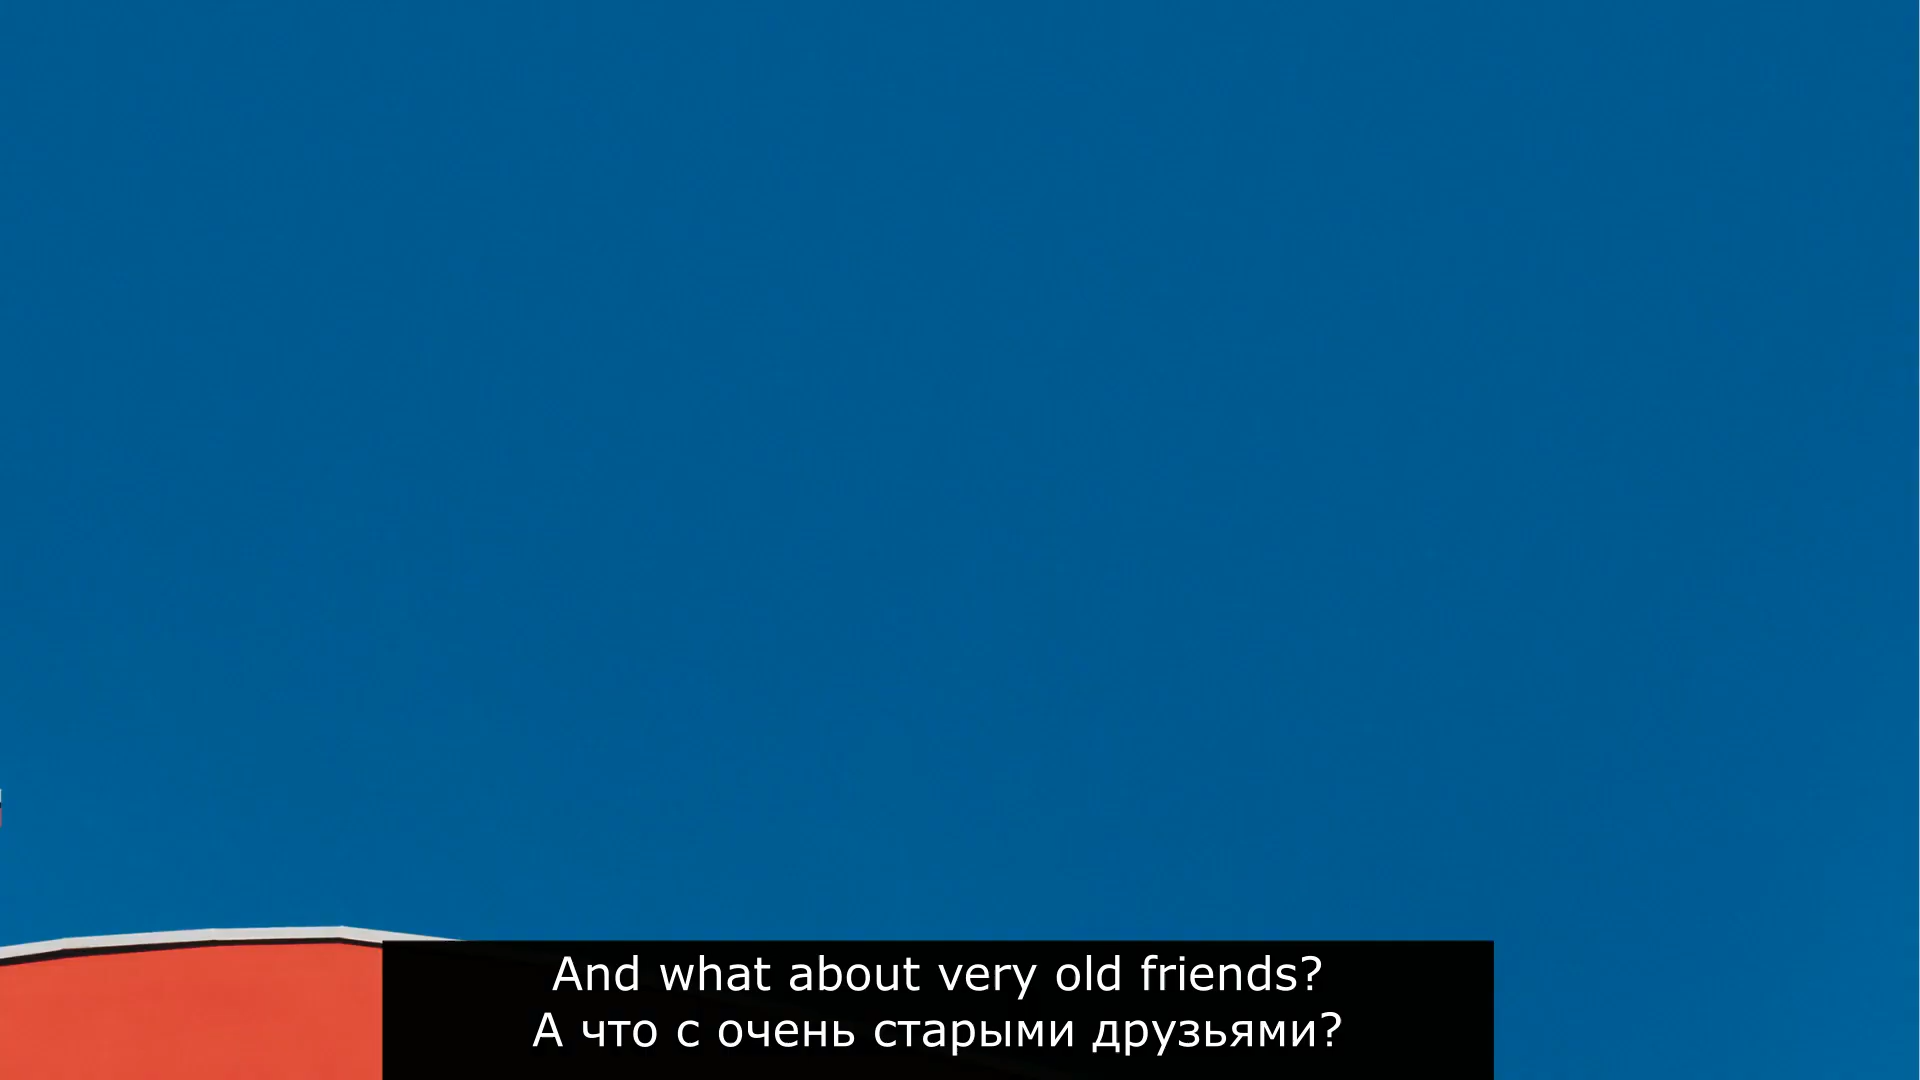 And what about very old friends?
А что с очень старыми друзьями?